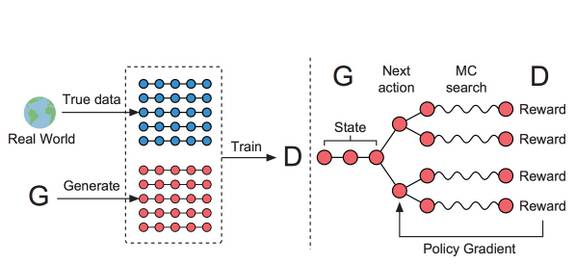 True data
Real World
G
Generate
Train
D
G
Next
action
MC
search
D
State
Reward
Reward
Reward
Reward
Policy Gradient